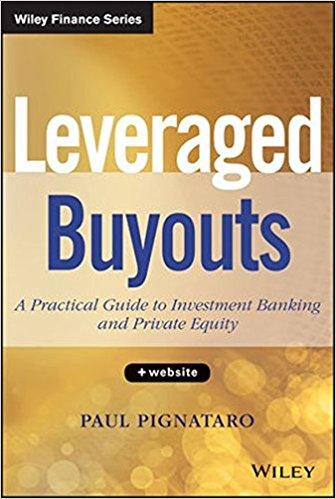 Wiley Finance Series
Leveraged
Buyouts
A Practical Guide to Investment Banking
and Private Equity
+ website
PAUL PIGNATARO
WILEY